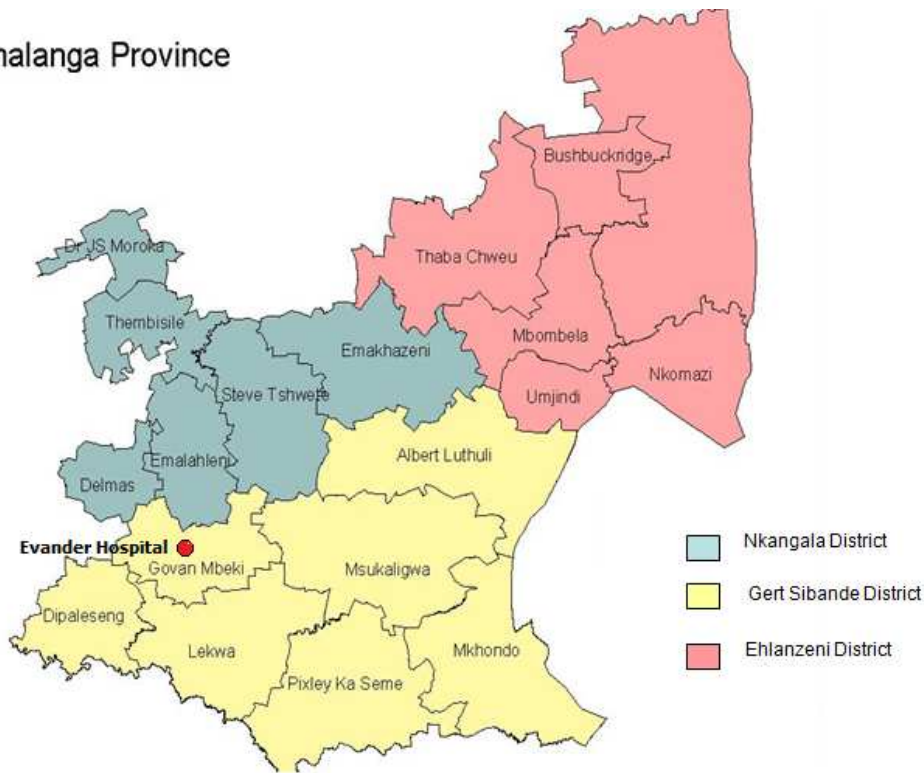 malanga Province
Bushbuckridge
Dr JS Moroka
Thaba Chweu
Thembisile
Mbombela
Emakhazeni
Nkomazi
Steve Tshwete
Umjindi
Albert Luthuli
Emalahleni
Delmas
Evander Hospital
Govan Mbeki
Msukaligwa
Dipaleseng
Lekwa
Mkhondo
Pixley Ka Seme
Nkangala District
Gert Sibande District
Ehlanzeni District